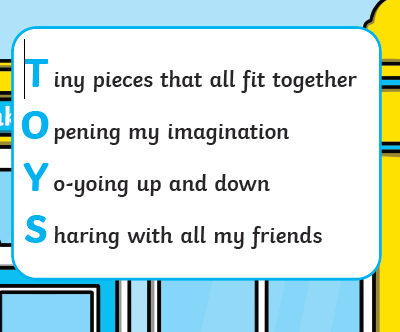 Tiny pieces that all fit together
Opening my imagination
Yo-yoing up and down
Sharing with all my friends